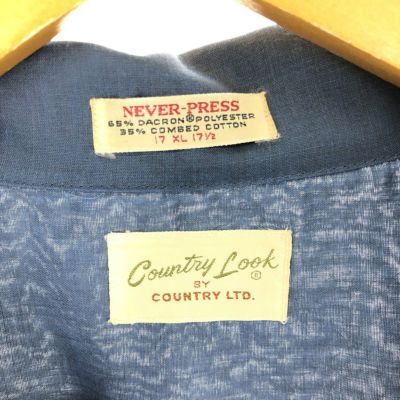 NEVER-PRESS
65% DACRON® POLYESTER
35% COMBED COTTON
17 XL 17½
Country Look®
BY
COUNTRY LTD.